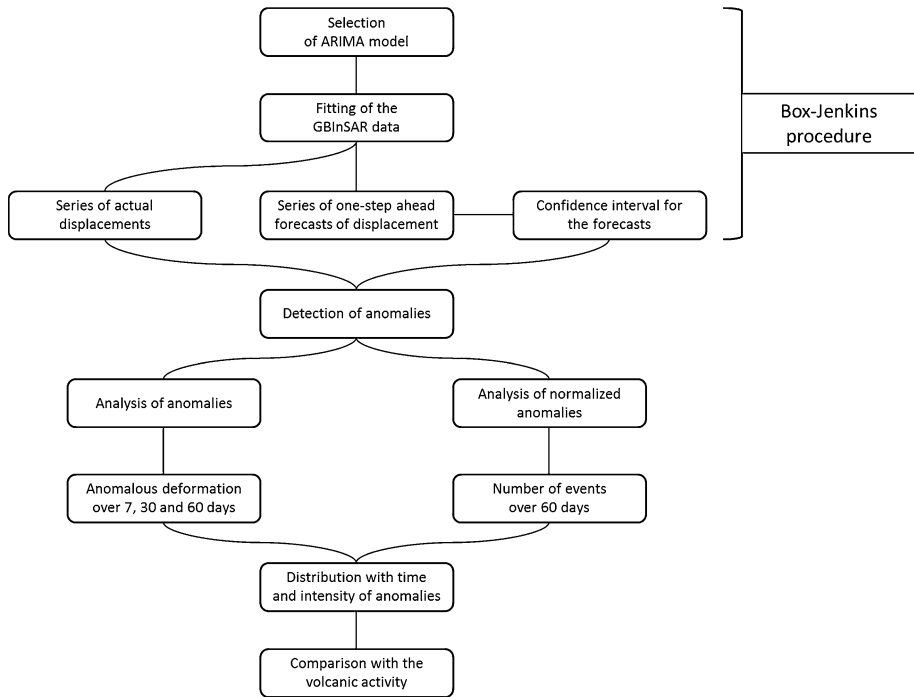 Selection
of ARIMA model
Fitting of the
GBInSAR data
Box-Jenkins
procedure
Series of actual
displacements
Series of one-step ahead
forecasts of displacement
Confidence interval for
the forecasts
Detection of anomalies
Analysis of anomalies
Analysis of normalized
anomalies
Anomalous deformation
over 7, 30 and 60 days
Number of events
over 60 days
Distribution with time
and intensity of anomalies
Comparison with the
volcanic activity